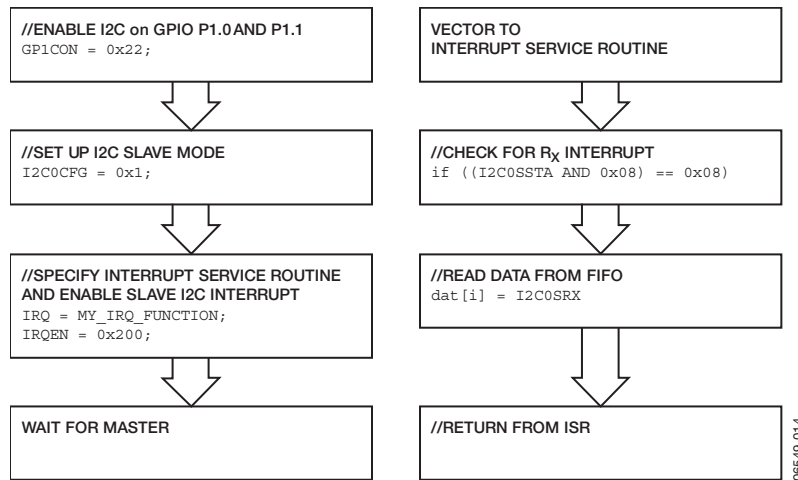 //ENABLE I2C on GPIO P1.0 AND P1.1
GP1CON = 0x22;
//SET UP I2C SLAVE MODE
I2C0CFG = 0x1;
//SPECIFY INTERRUPT SERVICE ROUTINE
AND ENABLE SLAVE I2C INTERRUPT
IRQ = MY_IRQ_FUNCTION;
IRQEN = 0x200;
WAIT FOR MASTER
VECTOR TO
INTERRUPT SERVICE ROUTINE
//CHECK FOR RX INTERRUPT
if ((I2C0SSTA AND 0x08) == 0x08)
//READ DATA FROM FIFO
dat[i] = I2C0SRX
//RETURN FROM ISR
06549-014